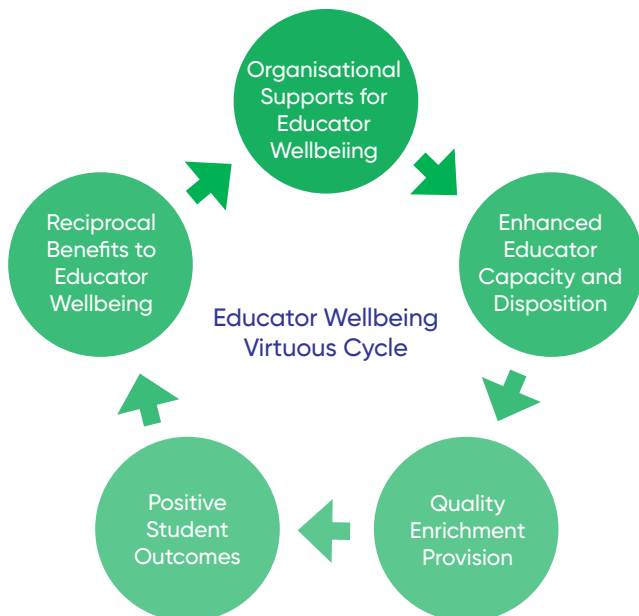 Organisational
Supports for
Educator
Wellbeiing
Enhanced
Educator
Capacity and
Disposition
Quality
Enrichment
Provision
Positive
Student
Outcomes
Reciprocal
Benefits to
Educator
Wellbeing
Educator Wellbeing
Virtuous Cycle